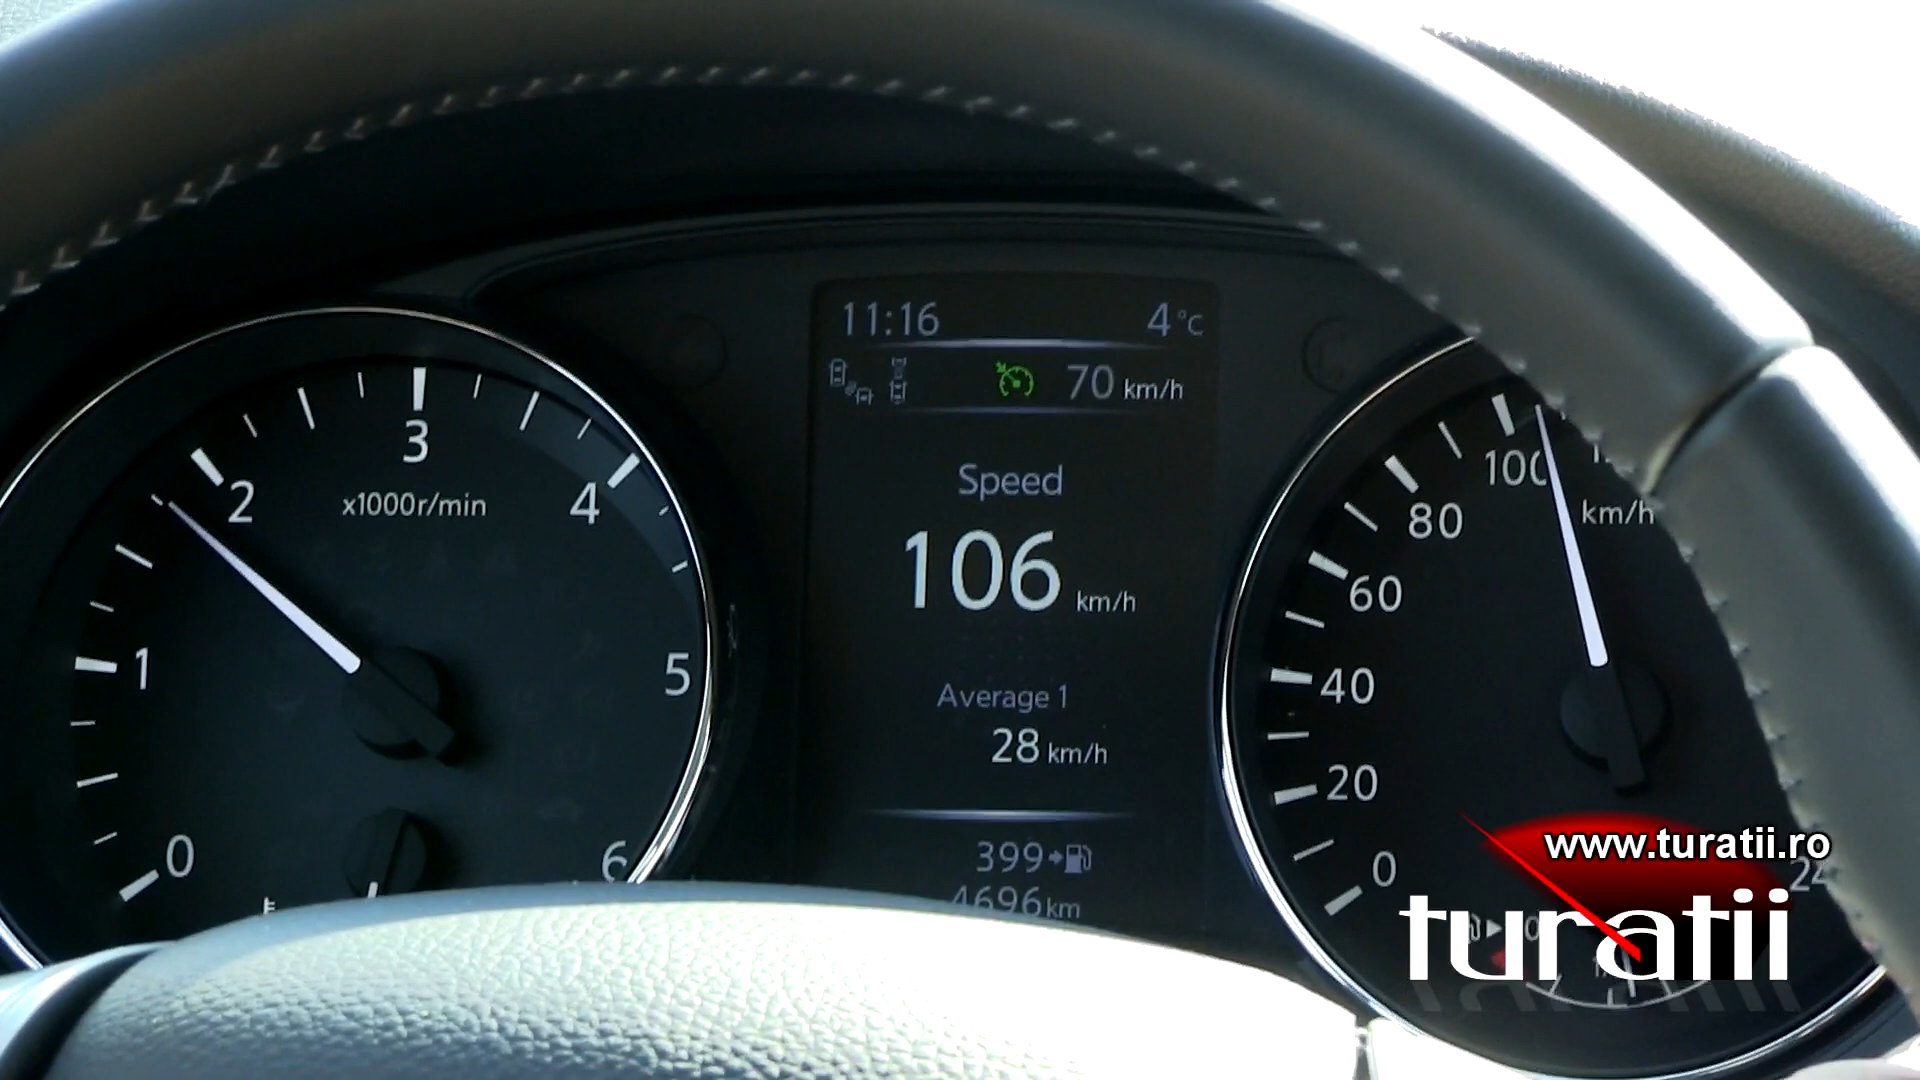 11:16 4°C
70 km/h
Speed
106 km/h
Average 1
28 km/h
399
4696km
0
1
2
3
4
5
6
x1000r/min
0
20
40
60
80
100
km/h
www.turatii.ro
turatii